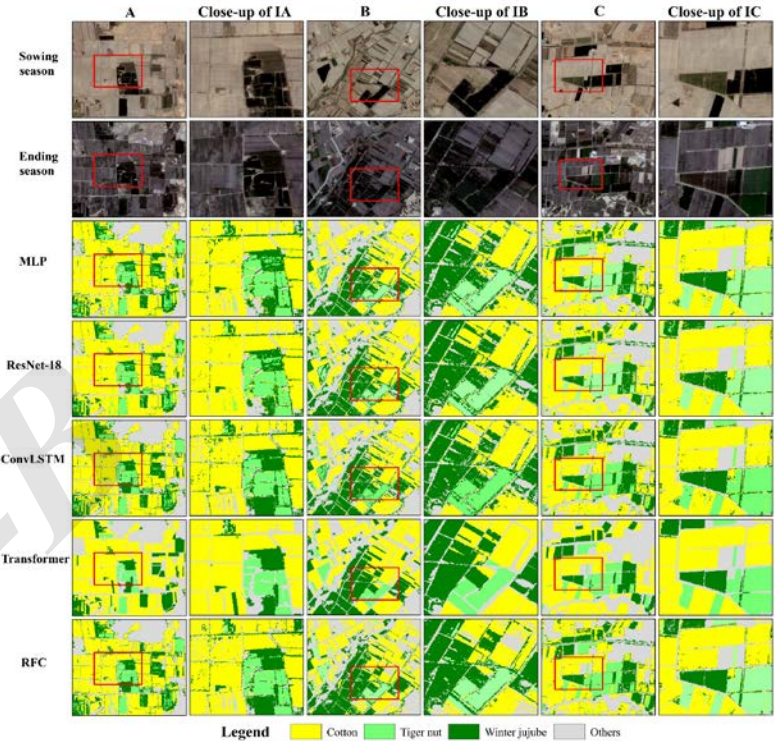 A Close-up of IA B Close-up of IB C Close-up of IC
Sowing
season
Ending
season
MLP
ResNet-18
ConvLSTM
Transformer
RFC
Legend Cotton Tiger nut Winter jujube Others